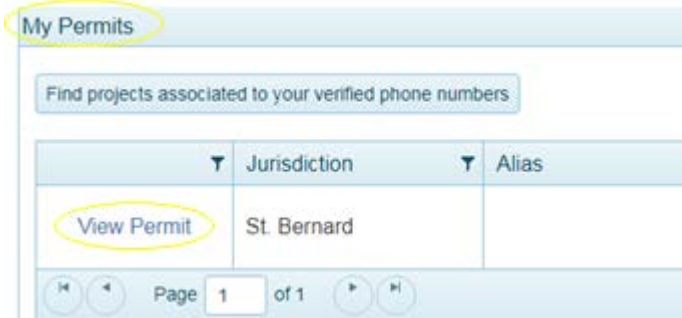 My Permits
Find projects associated to your verified phone numbers
Jurisdiction Alias
View Permit St. Bernard
Page 1 of 1